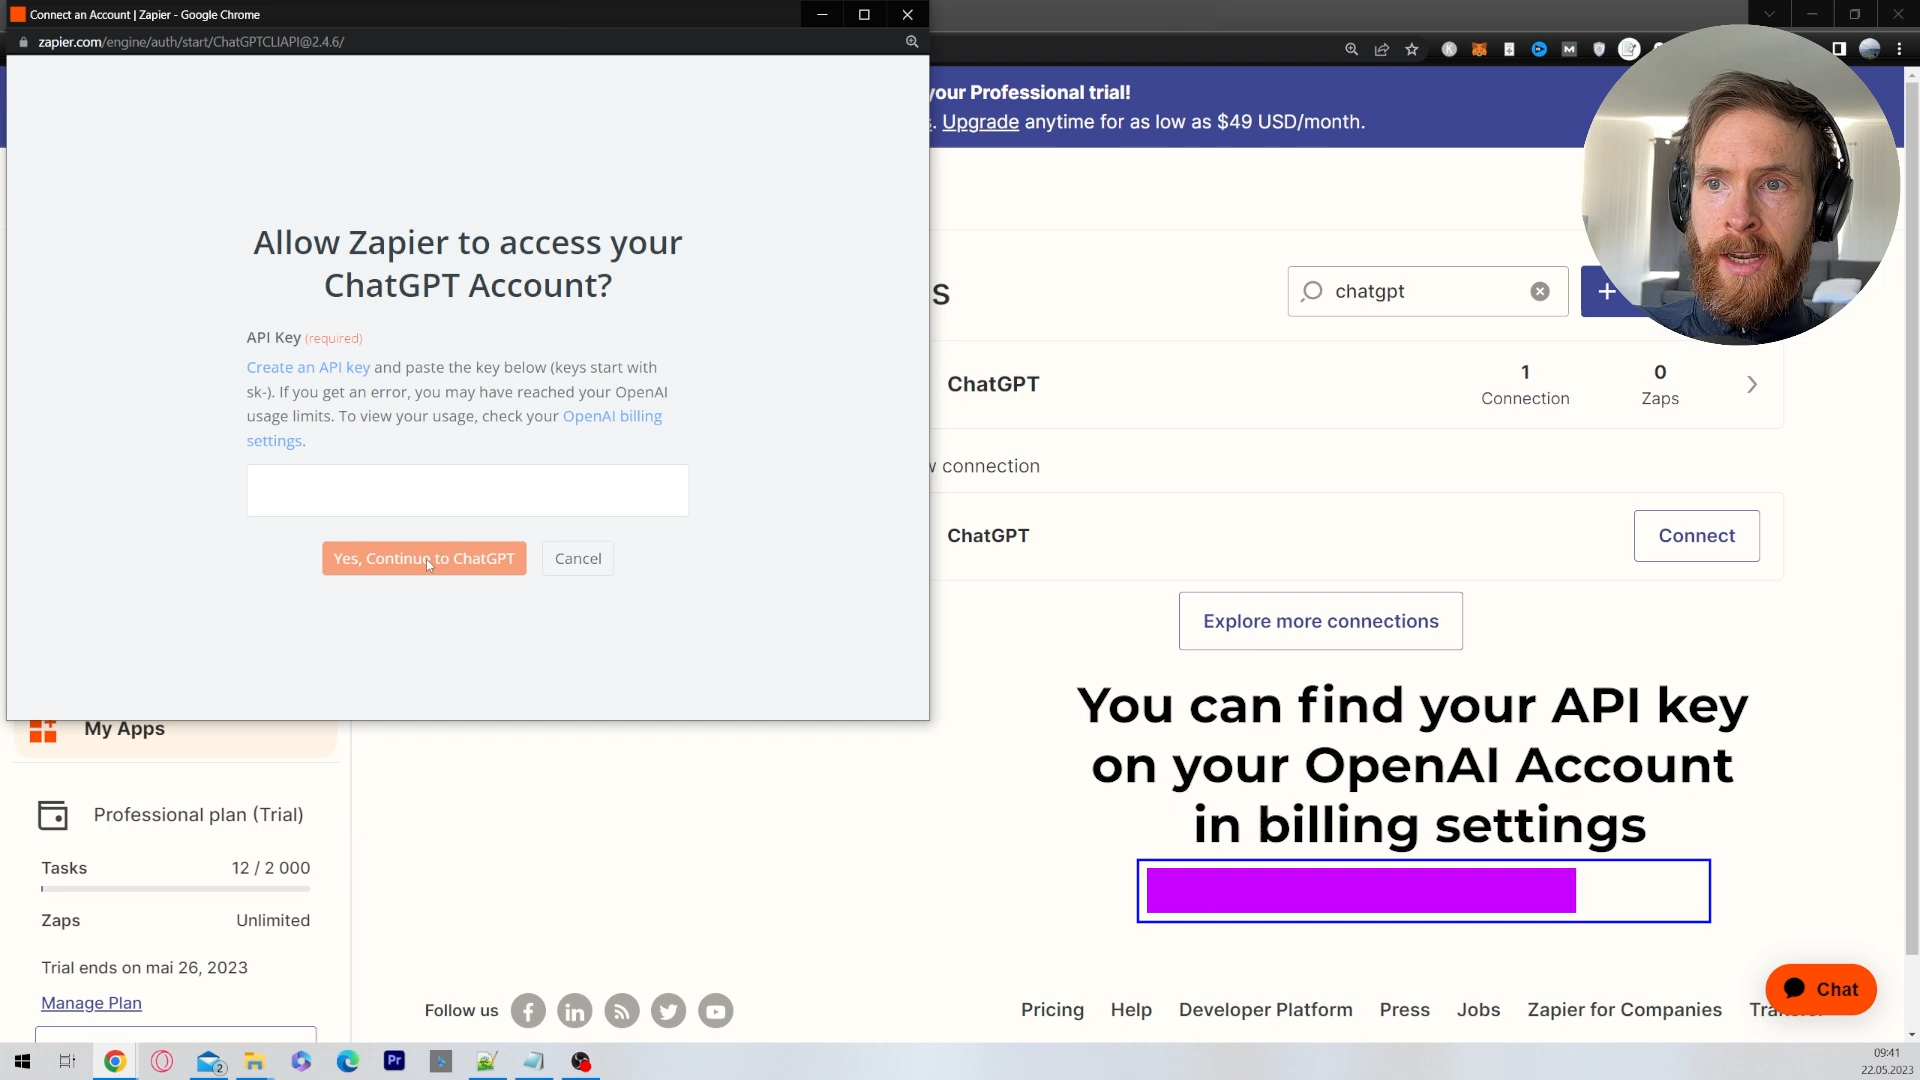 Connect an Account | Zapier - Google Chrome
zapier.com/engine/auth/start/ChatGPTCLIAPI@2.4.6/
Allow Zapier to access your
ChatGPT Account?
API Key (required)
Create an API key and paste the key below (keys start with
sk-). If you get an error, you may have reached your OpenAI
usage limits. To view your usage, check your OpenAI billing
settings.
Yes, Continue to ChatGPT
Cancel
your Professional trial!
. Upgrade anytime for as low as $49 USD/month.
s
chatgpt
+
ChatGPT
1
Connection
0
Zaps
w connection
ChatGPT
Connect
Explore more connections
You can find your API key
on your OpenAI Account
in billing settings
My Apps
Professional plan (Trial)
Tasks
12 / 2 000
Zaps
Unlimited
Trial ends on mai 26, 2023
Manage Plan
Follow us
Pricing
Help
Developer Platform
Press
Jobs
Zapier for Companies
Chat
Pr
2
09:41
22.05.2023